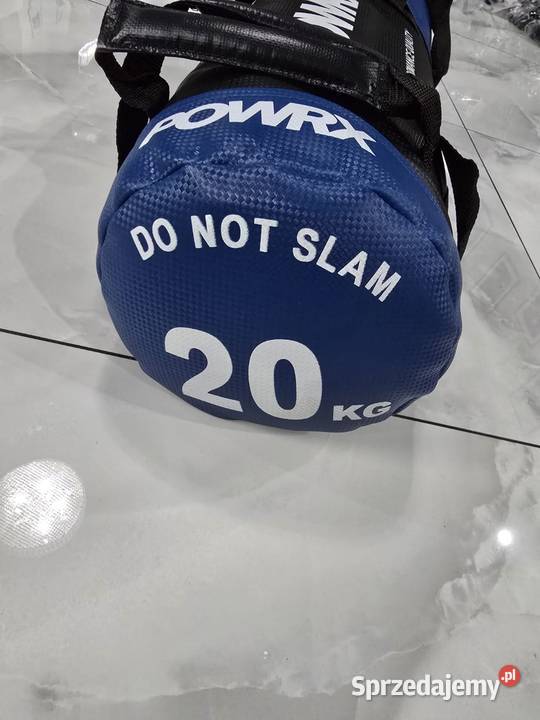 POWRX
DO NOT SLAM
20 KG
Sprzedajemy.pl